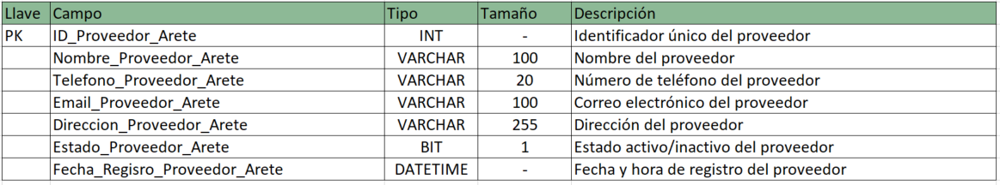 Llave Campo Tipo Tamaño Descripción
PK ID_Proveedor_Arete INT - Identificador único del proveedor
Nombre_Proveedor_Arete VARCHAR 100 Nombre del proveedor
Telefono_Proveedor_Arete VARCHAR 20 Número de teléfono del proveedor
Email_Proveedor_Arete VARCHAR 100 Correo electrónico del proveedor
Direccion_Proveedor_Arete VARCHAR 255 Dirección del proveedor
Estado_Proveedor_Arete BIT 1 Estado activo/inactivo del proveedor
Fecha_Regisro_Proveedor_Arete DATETIME - Fecha y hora de registro del proveedor